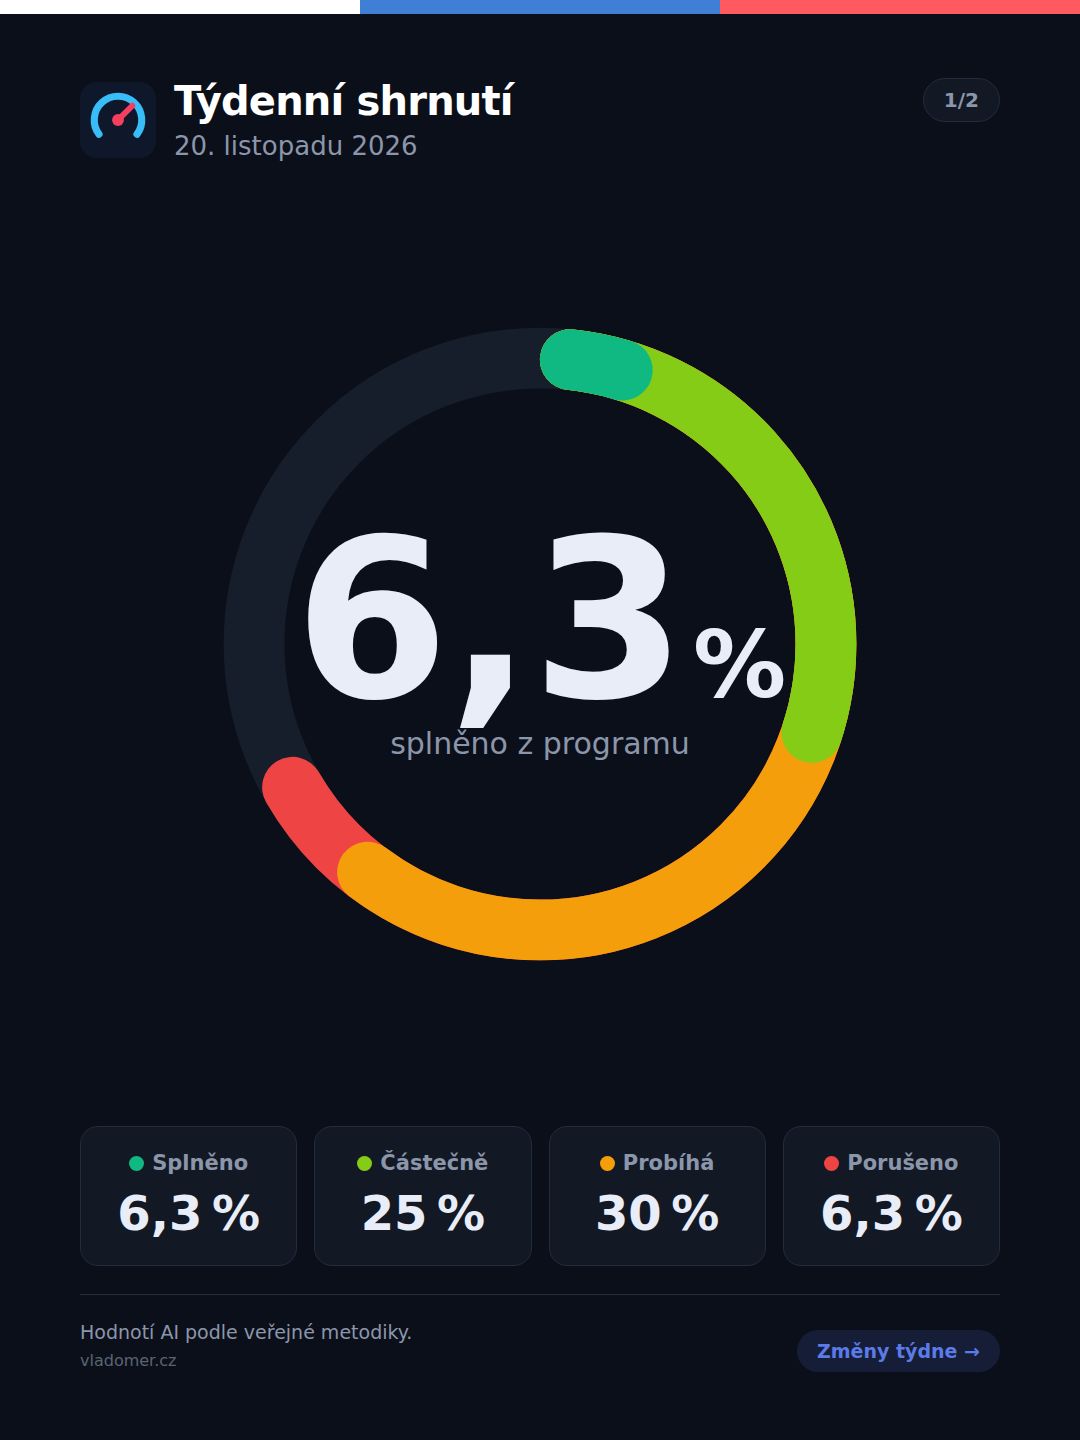 Týdenní shrnutí
20. listopadu 2026
1/2
6,3 %
splněno z programu
Splněno
6,3 %
Částečně
25 %
Probíhá
30 %
Porušeno
6,3 %
Hodnotí AI podle veřejné metodiky.
vladomer.cz
Změny týdne →